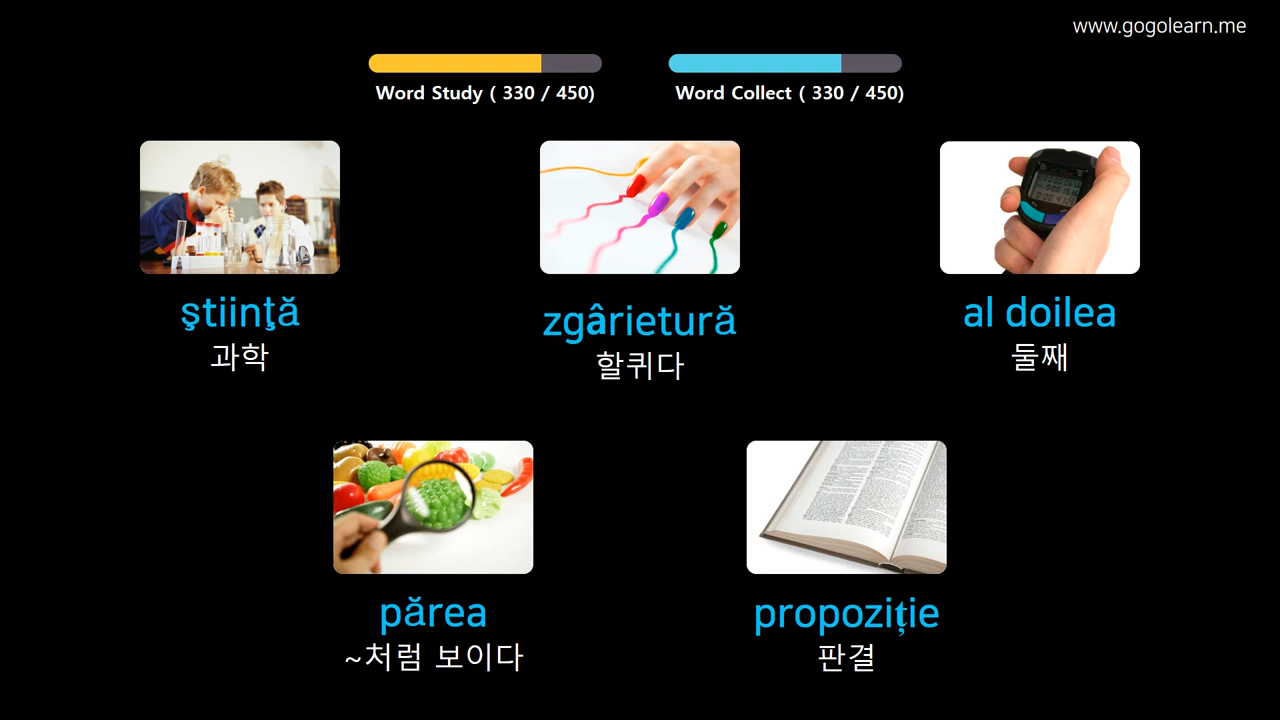 www.gogolearn.me
Word Study ( 330 / 450)
Word Collect ( 330 / 450)
ştiinţă
과학
zgârietură
할퀴다
al doilea
둘째
părea
~처럼 보이다
propoziție
판결